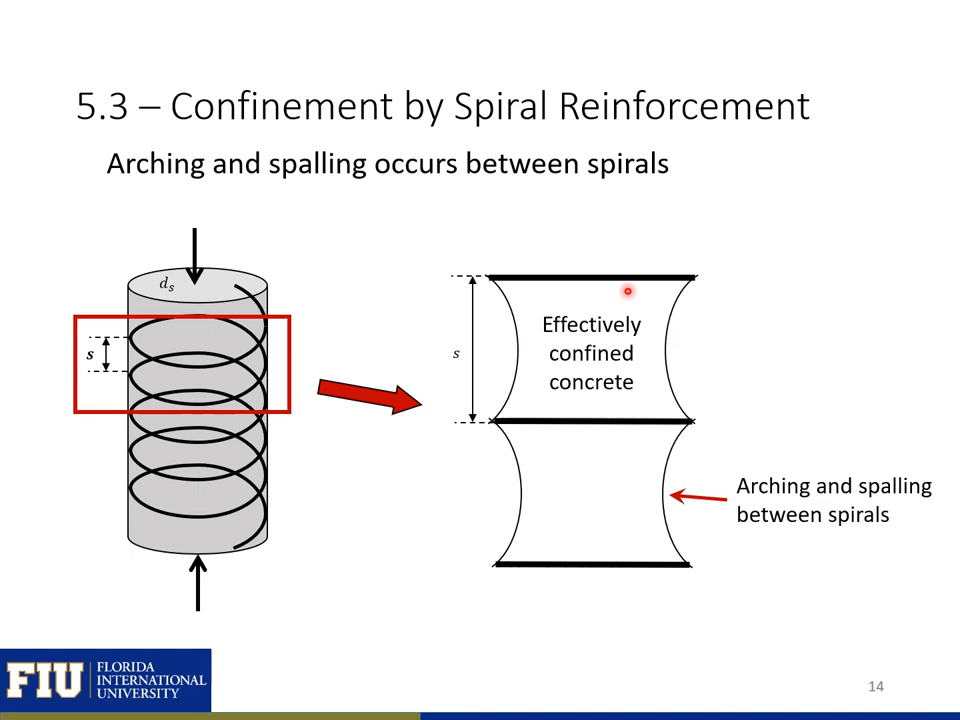 5.3 – Confinement by Spiral Reinforcement
Arching and spalling occurs between spirals
d_s
s
s
Effectively
confined
concrete
Arching and spalling
between spirals
FIU
FLORIDA
INTERNATIONAL
UNIVERSITY
14